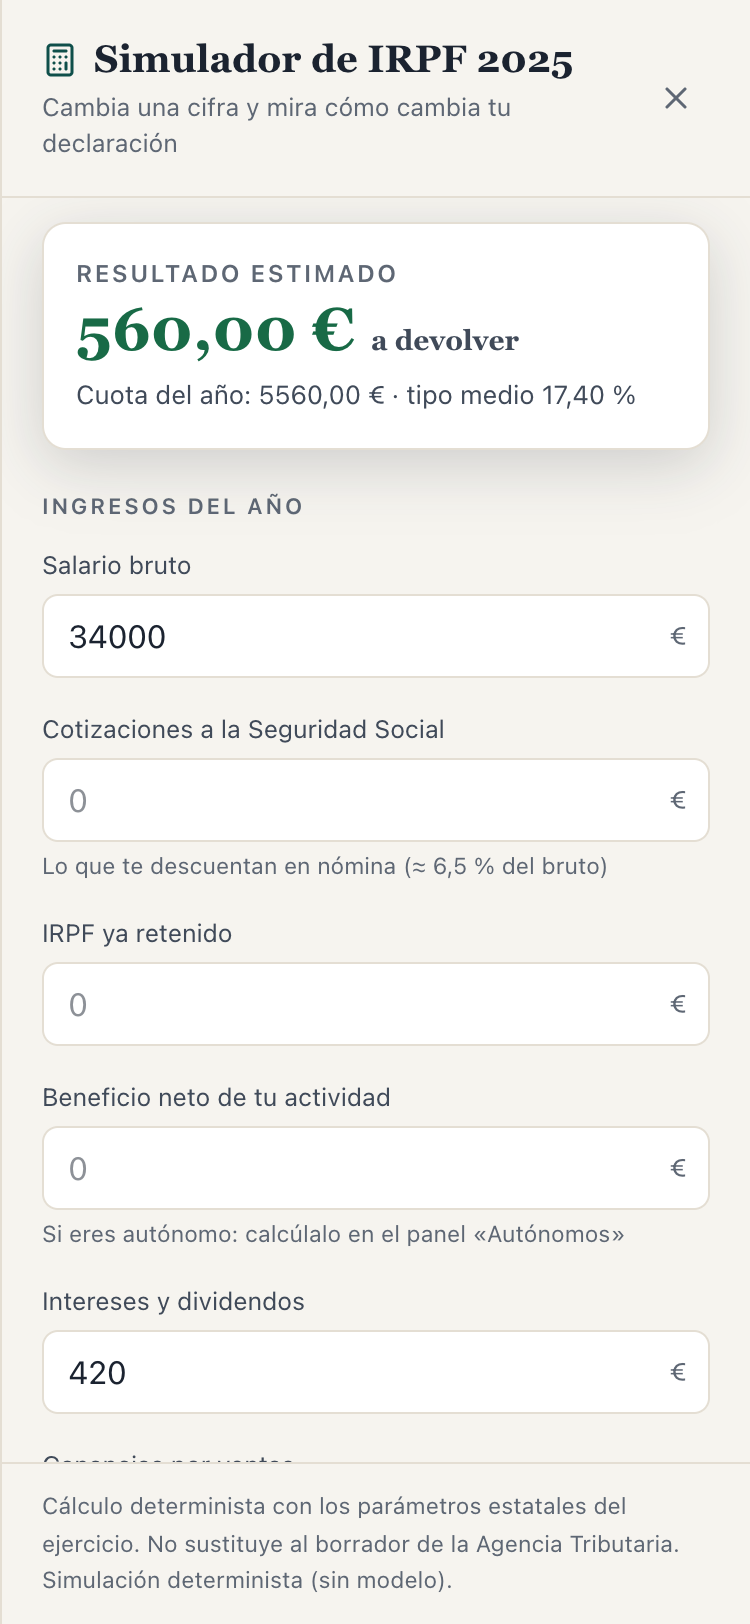 Simulador de IRPF 2025
Cambia una cifra y mira cómo cambia tu
declaración
RESULTADO ESTIMADO
560,00 € a devolver
Cuota del año: 5560,00 € · tipo medio 17,40 %
INGRESOS DEL AÑO
Salario bruto
34000 €
Cotizaciones a la Seguridad Social
0 €
Lo que te descuentan en nómina (≈ 6,5 % del bruto)
IRPF ya retenido
0 €
Beneficio neto de tu actividad
0 €
Si eres autónomo: calcúlalo en el panel «Autónomos»
Intereses y dividendos
420 €
Cálculo determinista con los parámetros estatales del
ejercicio. No sustituye al borrador de la Agencia Tributaria.
Simulación determinista (sin modelo).